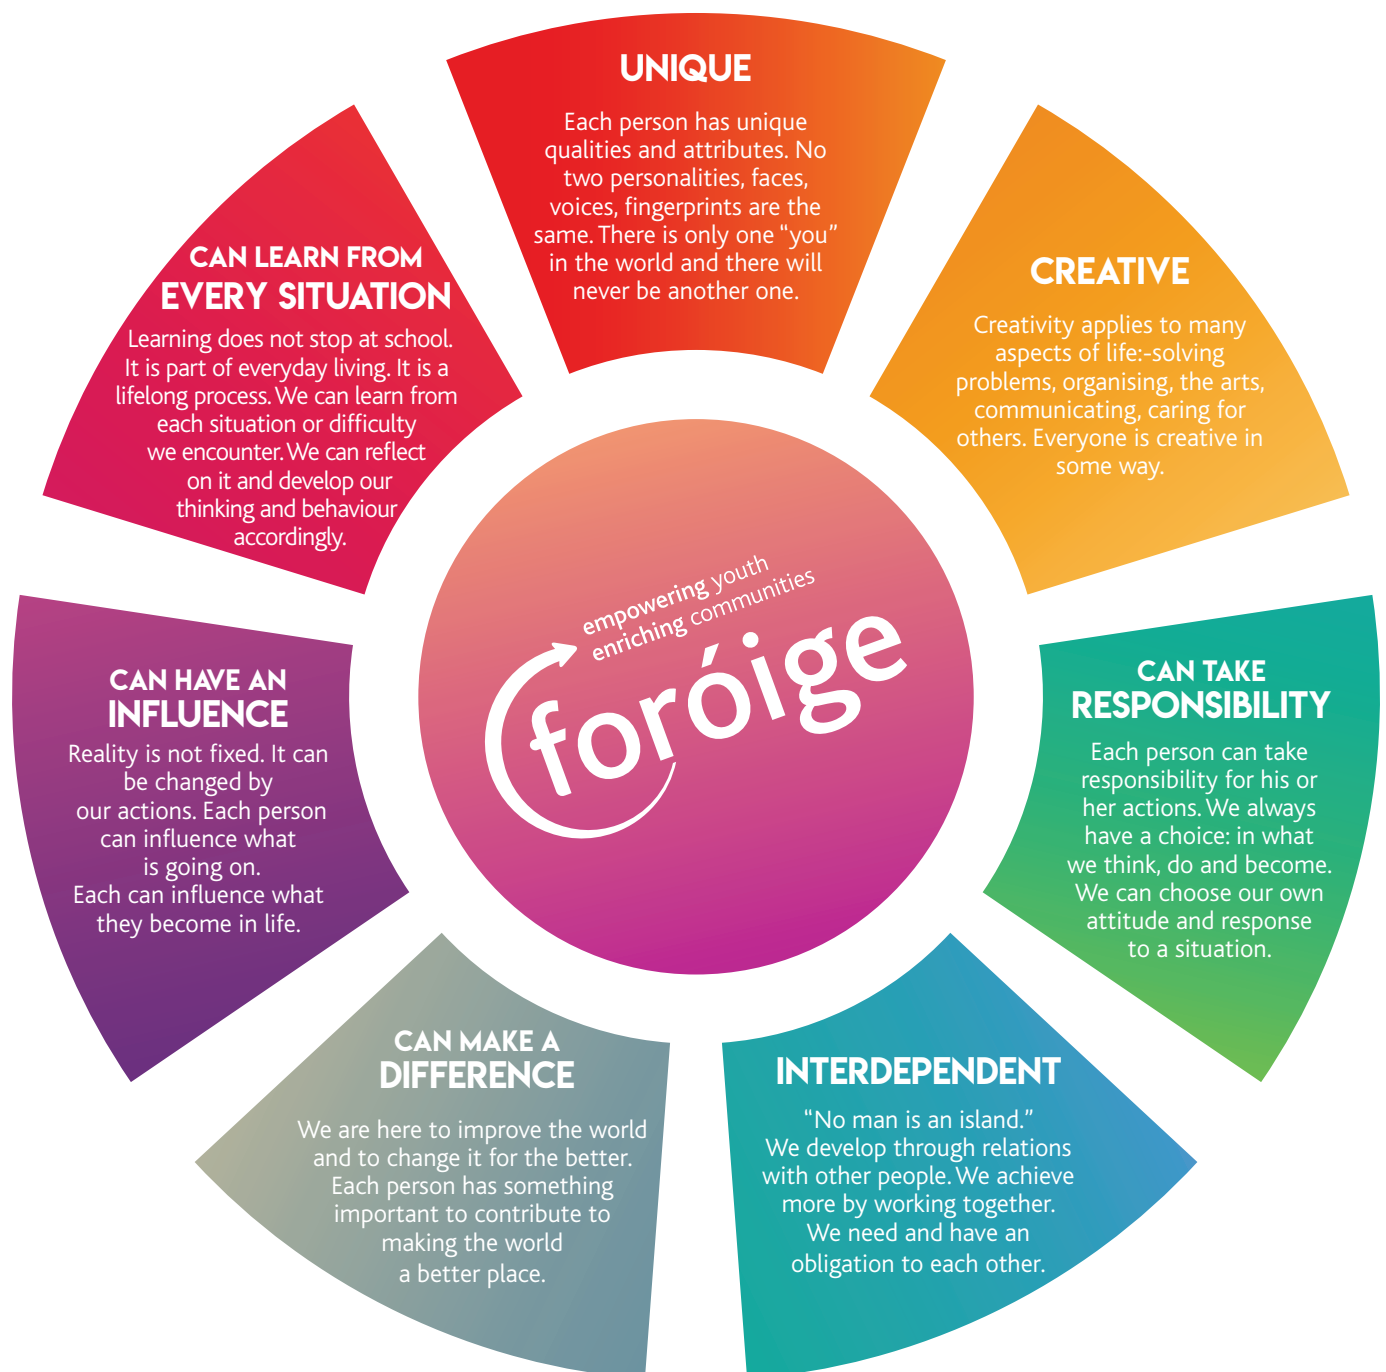 UNIQUE
Each person has unique
qualities and attributes. No
two personalities, faces,
voices, fingerprints are the
same. There is only one “you”
in the world and there will
never be another one.
CREATIVE
Creativity applies to many
aspects of life:-solving
problems, organising, the arts,
communicating, caring for
others. Everyone is creative in
some way.
CAN TAKE
RESPONSIBILITY
Each person can take
responsibility for his or
her actions. We always
have a choice: in what
we think, do and become.
We can choose our own
attitude and response
to a situation.
INTERDEPENDENT
“No man is an island.”
We develop through relations
with other people. We achieve
more by working together.
We need and have an
obligation to each other.
CAN MAKE A
DIFFERENCE
We are here to improve the world
and to change it for the better.
Each person has something
important to contribute to
making the world
a better place.
CAN HAVE AN
INFLUENCE
Reality is not fixed. It can
be changed by
our actions. Each person
can influence what
is going on.
Each can influence what
they become in life.
CAN LEARN FROM
EVERY SITUATION
Learning does not stop at school.
It is part of everyday living. It is a
lifelong process. We can learn from
each situation or difficulty
we encounter. We can reflect
on it and develop our
thinking and behaviour
accordingly.
empowering youth
enriching communities
foróige